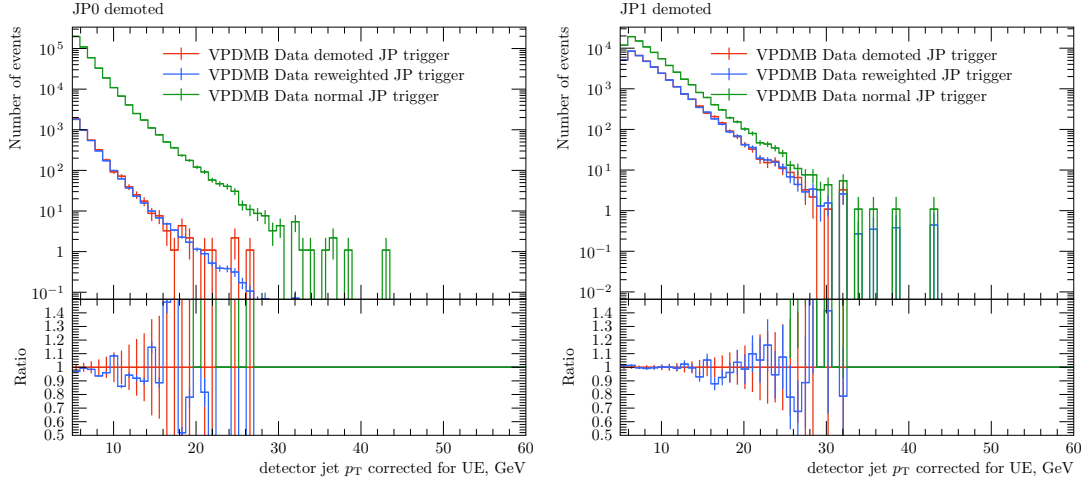 JP0 demoted
Number of events
10^5
10^4
10^3
10^2
10
1
10^−1
VPDMB Data demoted JP trigger
VPDMB Data reweighted JP trigger
VPDMB Data normal JP trigger
Ratio
1.4
1.3
1.2
1.1
1
0.9
0.8
0.7
0.6
0.5
10 20 30 40 50 60
detector jet p_T corrected for UE, GeV
JP1 demoted
Number of events
10^4
10^3
10^2
10
1
10^−1
10^−2
VPDMB Data demoted JP trigger
VPDMB Data reweighted JP trigger
VPDMB Data normal JP trigger
Ratio
1.4
1.3
1.2
1.1
1
0.9
0.8
0.7
0.6
0.5
10 20 30 40 50 60
detector jet p_T corrected for UE, GeV